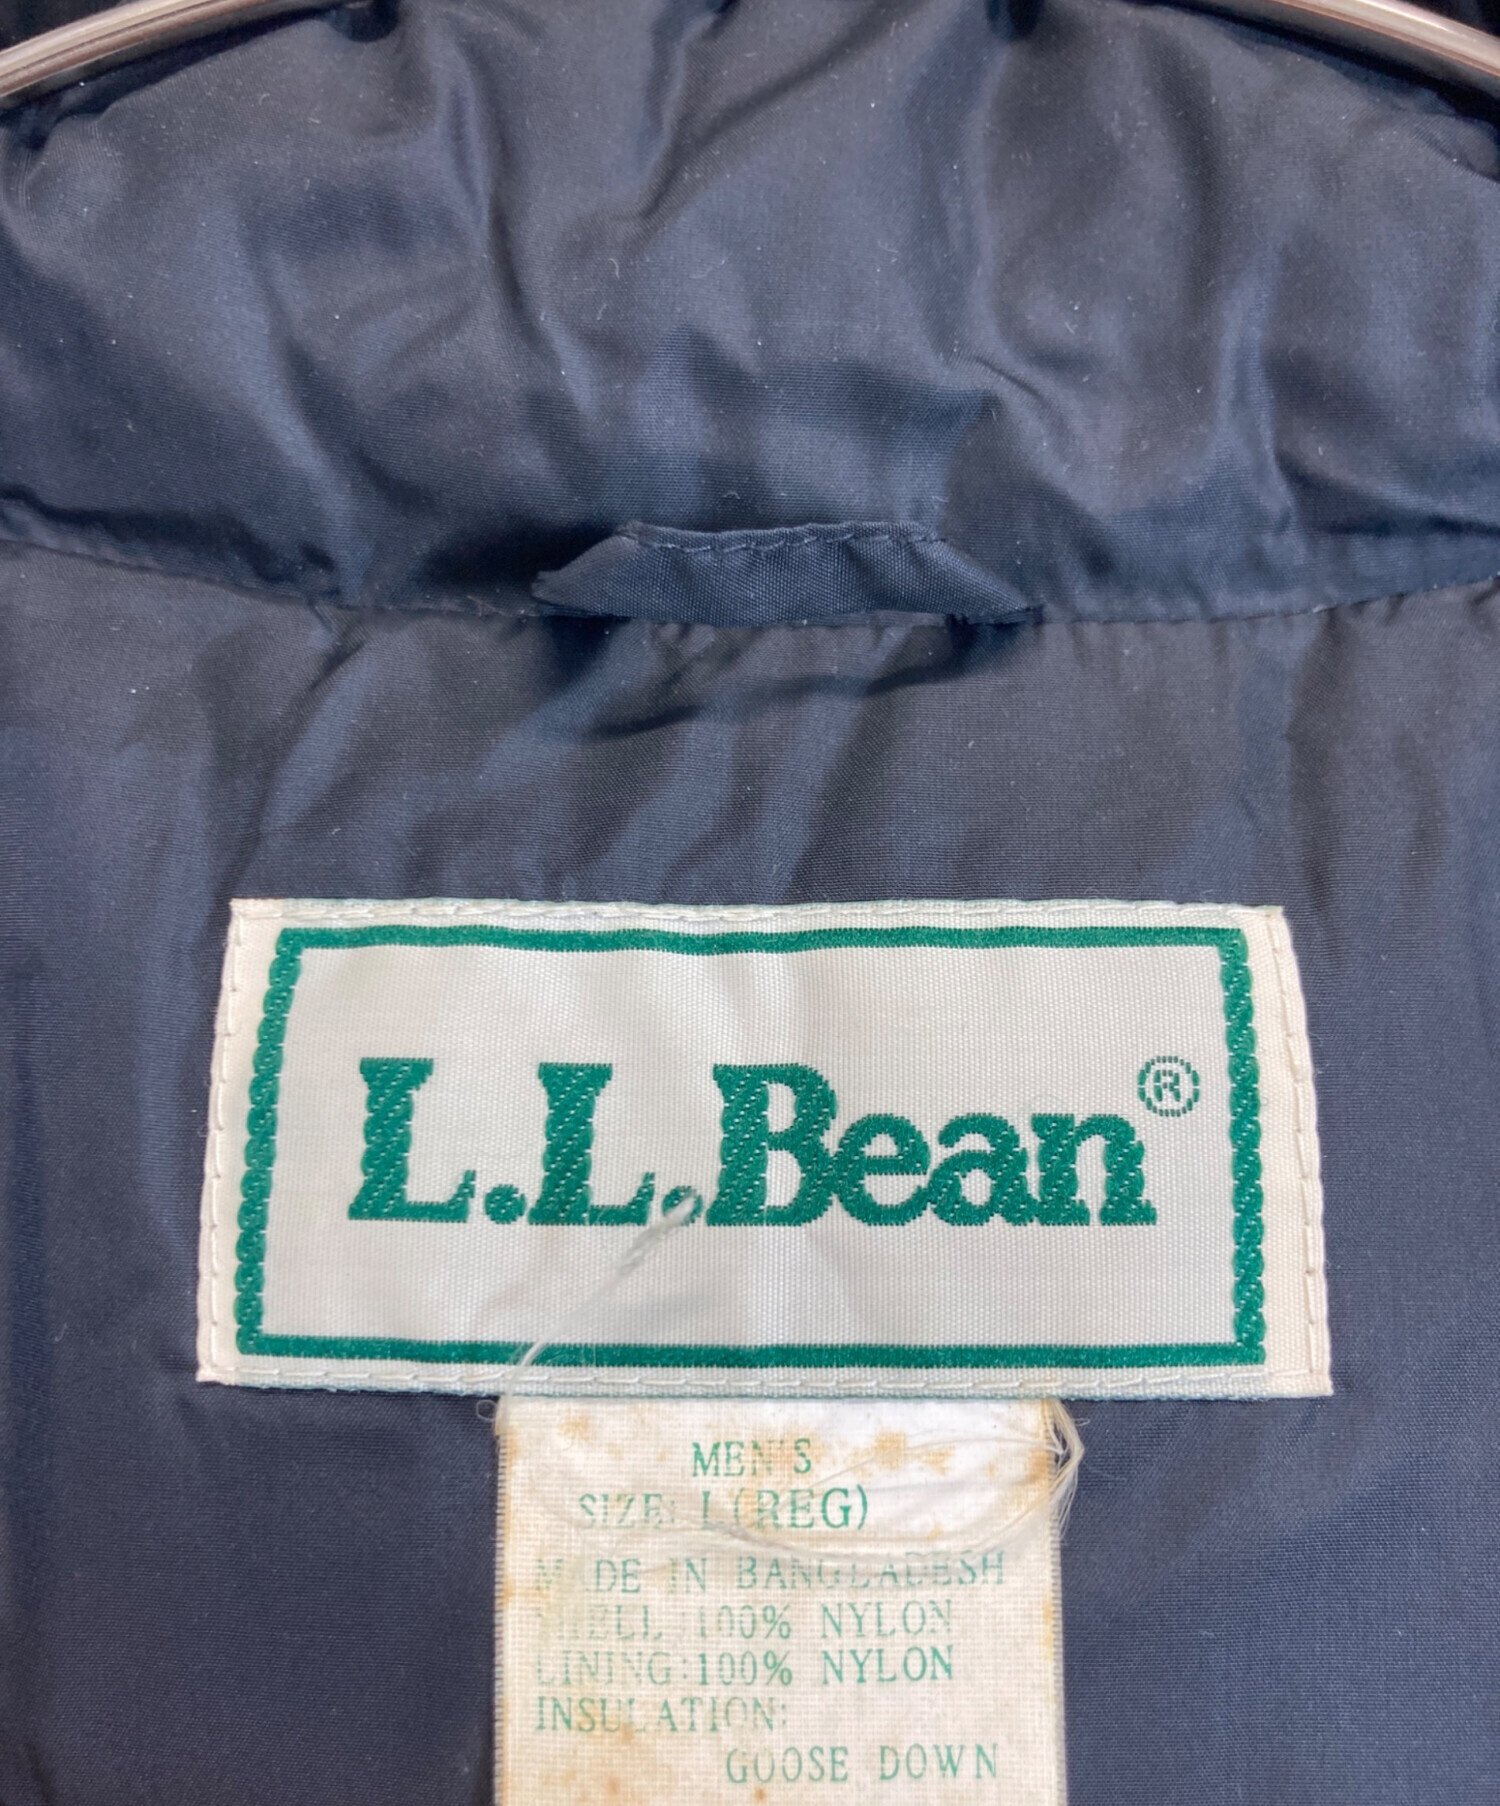 L.L.Bean®
MEN'S
SIZE: L (REG)
MADE IN BANGLADESH
SHELL:100% NYLON
LINING:100% NYLON
INSULATION:
GOOSE DOWN